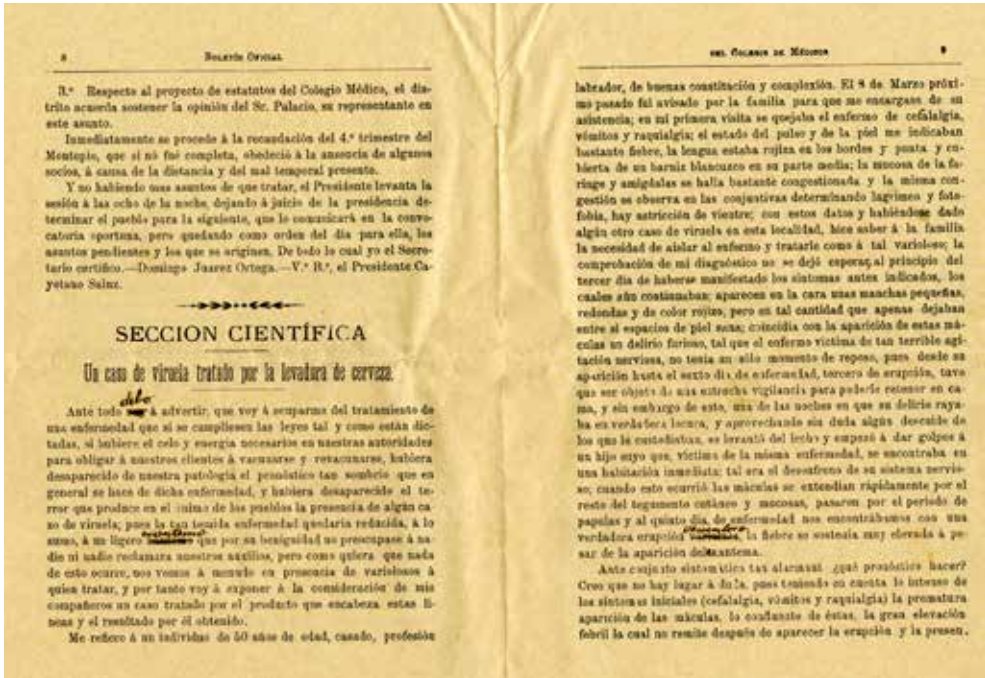 8 BOLETÍN OFICIAL
3.º Respecto al proyecto de estatutos del Colegio Médico, el dis-
trito acuerda sostener la opinión del Sr. Palacio, su representante en
este asunto.
Inmediatamente se procede á la recaudación del 4.º trimestre del
Montepío, que si nó fué completa, obedeció á la ausencia de algunos
socios, á causa de la distancia y del mal temporal presente.
Y no habiendo mas asuntos de que tratar, el Presidente levanta la
sesión á las ocho de la noche, dejando á juicio de la presidencia de-
terminar el pueblo para la siguiente, que lo comunicará en la convo-
catoria oportuna, pero quedando como orden del día para ella, los
asuntos pendientes y los que se originen. De todo lo cual yo el Secre-
tario certifico.—Domingo Juarez Ortega.—V.º B.º, el Presidente Ca-
yetano Sainz.
SECCION CIENTÍFICA
Un caso de viruela tratado por la levadura de cerveza.
debo
Ante todo á advertir, que voy á ocuparme del tratamiento de
una enfermedad que si se cumpliesen las leyes tal y como están dic-
tadas, si hubiere el celo y energía necesarios en nuestras autoridades
para obligar á nuestros clientes á vacunarse y revacunarse, hubiera
desaparecido de nuestra patología el pronóstico tan sombrío que en
general se hace de dicha enfermedad, y hubiera desaparecido el te-
rror que produce en el ánimo de los pueblos la presencia de algún ca-
so de viruela; pues la tan temida enfermedad quedaría reducida, á lo
sumo, á un ligero que por su benignidad no preocupase á na-
die ni nadie reclamara nuestros auxilios, pero como quiera que nada
de esto ocurre, nos vemos á menudo en presencia de variolosos á
quien tratar, y por tanto voy á exponer á la consideración de mis
compañeros un caso tratado por el producto que encabeza estas lí-
neas y el resultado por él obtenido.
Me refiero á un individuo de 50 años de edad, casado, profesión
DEL COLEGIO DE MÉDICOS 9
labrador, de buenas constitución y complexión. El 8 de Marzo próxi-
mo pasado fuí avisado por la familia para que me encargase de su
asistencia; en mi primera visita se quejaba el enfermo de cefalalgia,
vómitos y raquialgia; el estado del pulso y de la piel me indicaban
bastante fiebre, la lengua estaba rojiza en los bordes y punta y cu-
bierta de un barniz blancuzco en su parte media; la mucosa de la fa-
ringe y amígdalas se halla bastante congestionada y la misma con-
gestión se observa en las conjuntivas determinando lagrimeo y foto-
fobia, hay astricción de vientre; con estos datos y habiéndose dado
algún otro caso de viruela en esta localidad, hice saber á la familia
la necesidad de aislar al enfermo y tratarle como á tal varioloso; la
comprobación de mi diagnóstico no se dejó esperar, al principio del
tercer día de haberse manifestado los síntomas antes indicados, los
cuales aún continuaban; aparecen en la cara unas manchas pequeñas,
redondas y de color rojizo, pero en tal cantidad que apenas dejaban
entre sí espacios de piel sana; coincidía con la aparición de estas má-
culas un delirio furioso, tal que el enfermo víctima de tan terrible agi-
tación nerviosa, no tenía un sólo momento de reposo, pues desde su
aparición hasta el sexto día de enfermedad, tercero de erupción, tuvo
que ser objeto de una estrecha vigilancia para poderle retener en ca-
ma, y sin embargo de esto, una de las noches en que su delirio raya-
ba en verdadera locura, y aprovechando sin duda algún descuido de
los que le custodiaban, se levantó del lecho y empezó á dar golpes á
un hijo suyo que, víctima de la misma enfermedad, se encontraba en
una habitación inmediata; tal era el desenfreno de su sistema nervio-
so; cuando esto ocurrió las máculas se extendían rápidamente por el
resto del tegumento cutáneo y mucosas, pasaron por el periodo de
papulas y al quinto día de enfermedad nos encontrábamos con una
verdadera erupción la fiebre se sostenía muy elevada á pe-
sar de la aparición del exantema.
Ante conjunto sistomático tan alarmant ¿qué pronóstico hacer?
Creo que no hay lugar á duda, pues teniendo en cuenta lo intenso de
los síntomas iniciales (cefalalgia, vómitos y raquialgia) la prematura
aparición de las máculas, lo confluente de éstas, la gran elevación
febril la cual no remite después de aparecer la erupción y la presen.